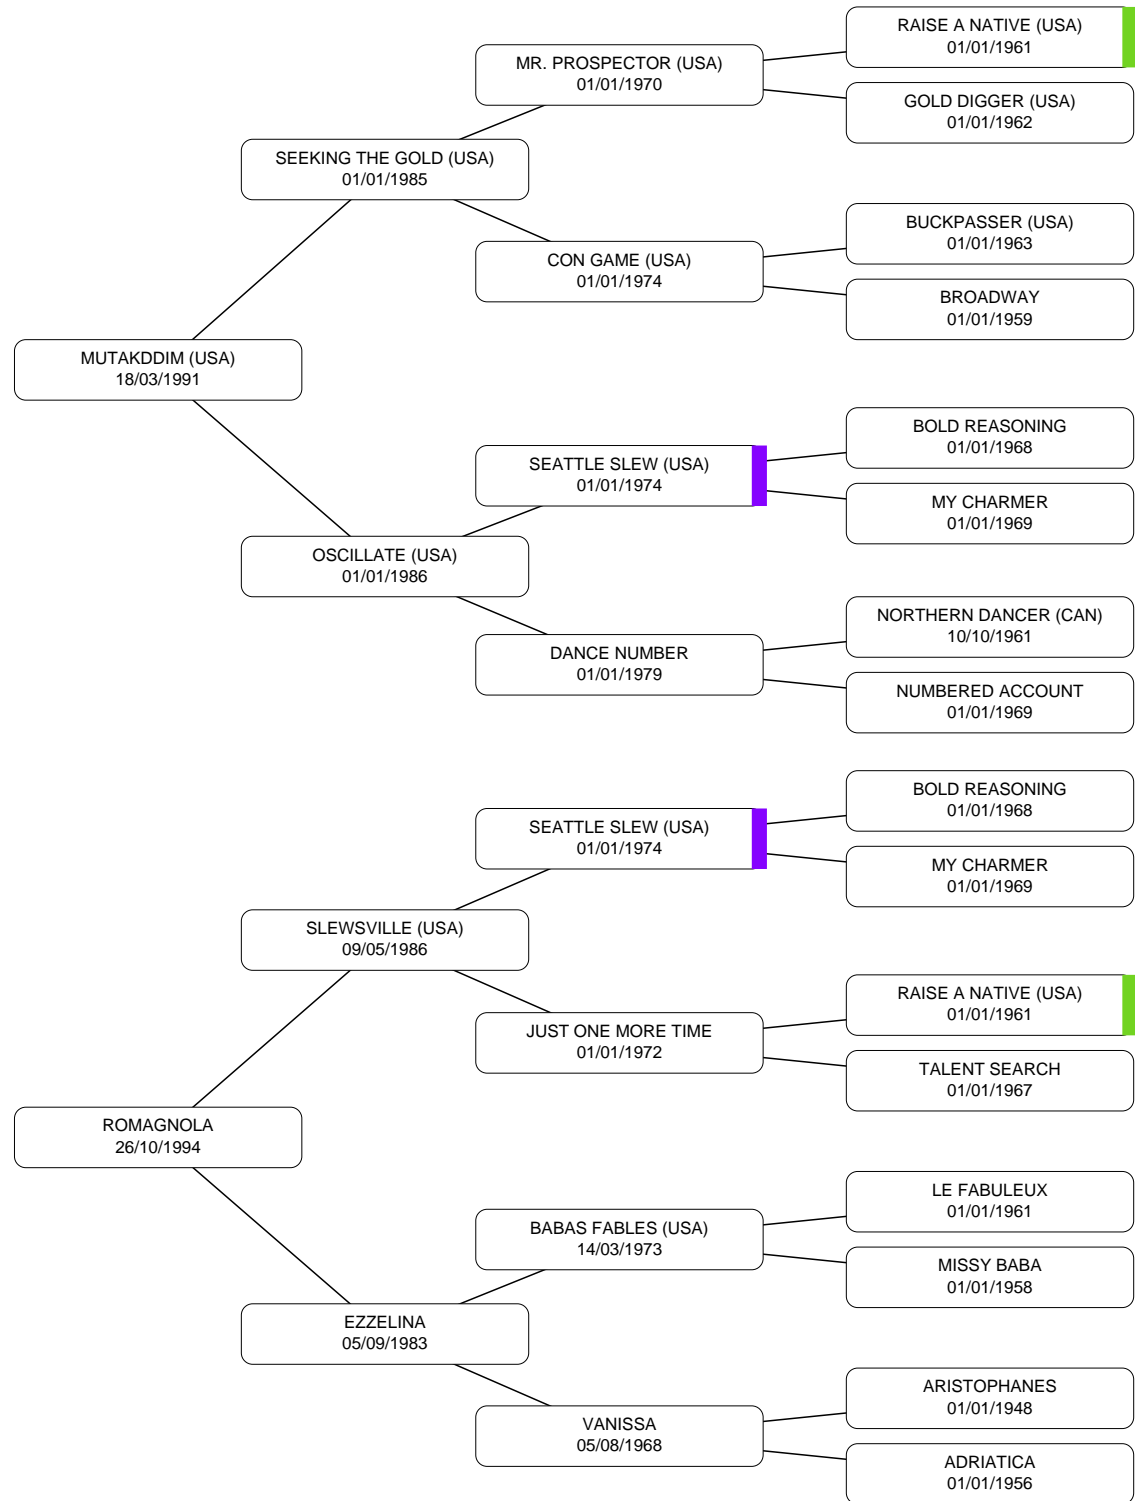 RAISE A NATIVE (USA)
01/01/1961
MR. PROSPECTOR (USA)
01/01/1970
GOLD DIGGER (USA)
01/01/1962
SEEKING THE GOLD (USA)
01/01/1985
BUCKPASSER (USA)
01/01/1963
CON GAME (USA)
01/01/1974
BROADWAY
01/01/1959
MUTAKDDIM (USA)
18/03/1991
BOLD REASONING
01/01/1968
SEATTLE SLEW (USA)
01/01/1974
MY CHARMER
01/01/1969
OSCILLATE (USA)
01/01/1986
NORTHERN DANCER (CAN)
10/10/1961
DANCE NUMBER
01/01/1979
NUMBERED ACCOUNT
01/01/1969
BOLD REASONING
01/01/1968
SEATTLE SLEW (USA)
01/01/1974
MY CHARMER
01/01/1969
SLEWSVILLE (USA)
09/05/1986
RAISE A NATIVE (USA)
01/01/1961
JUST ONE MORE TIME
01/01/1972
TALENT SEARCH
01/01/1967
ROMAGNOLA
26/10/1994
LE FABULEUX
01/01/1961
BABAS FABLES (USA)
14/03/1973
MISSY BABA
01/01/1958
EZZELINA
05/09/1983
ARISTOPHANES
01/01/1948
VANISSA
05/08/1968
ADRIATICA
01/01/1956